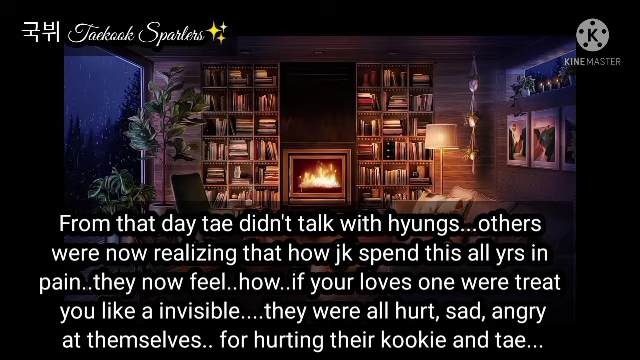 국뷔 Taekook Sparlers✨
KINEMASTER
From that day tae didn't talk with hyungs...others
were now realizing that how jk spend this all yrs in
pain..they now feel..how..if your loves one were treat
you like a invisible....they were all hurt, sad, angry
at themselves.. for hurting their kookie and tae...